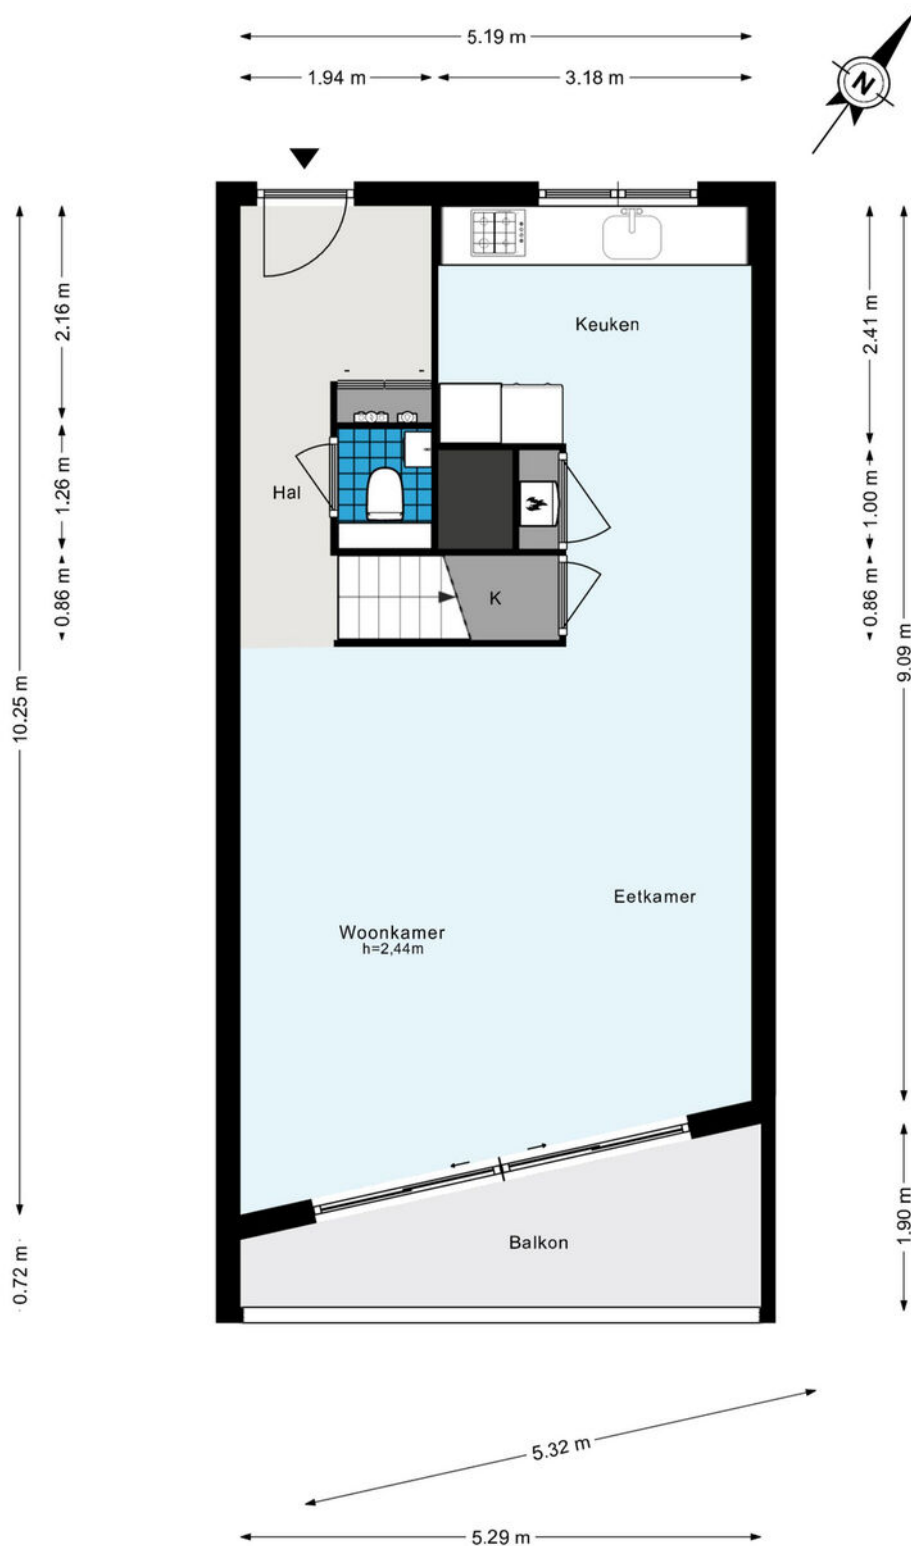 5.19 m
1.94 m
3.18 m
N
2.16 m
2.41 m
Keuken
1.26 m
1.00 m
Hal
0.86 m
0.86 m
K
10.25 m
9.09 m
Eetkamer
Woonkamer
h=2,44m
1.90 m
Balkon
0.72 m
5.32 m
5.29 m